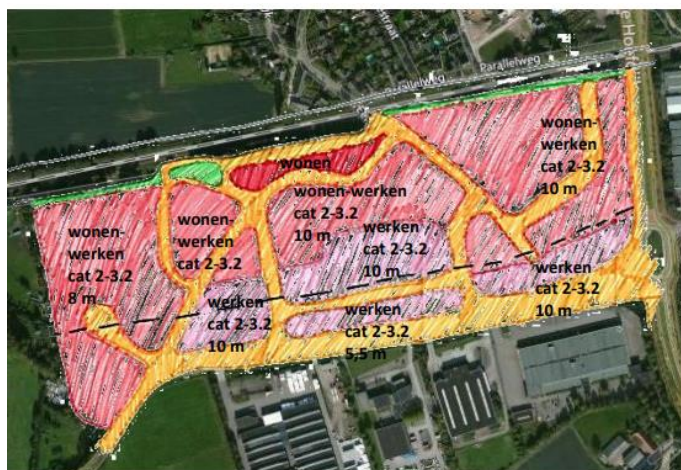 Parallelweg
Parallelweg
wonen
wonen-
werken
cat 2-3.2
10 m
wonen-werken
cat 2-3.2
10 m
wonen-
werken
cat 2-3.2
wonen-
werken
cat 2-3.2
8 m
werken
cat 2-3.2
10 m
werken
cat 2-3.2
10 m
werken
cat 2-3.2
10 m
werken
cat 2-3.2
5,5 m